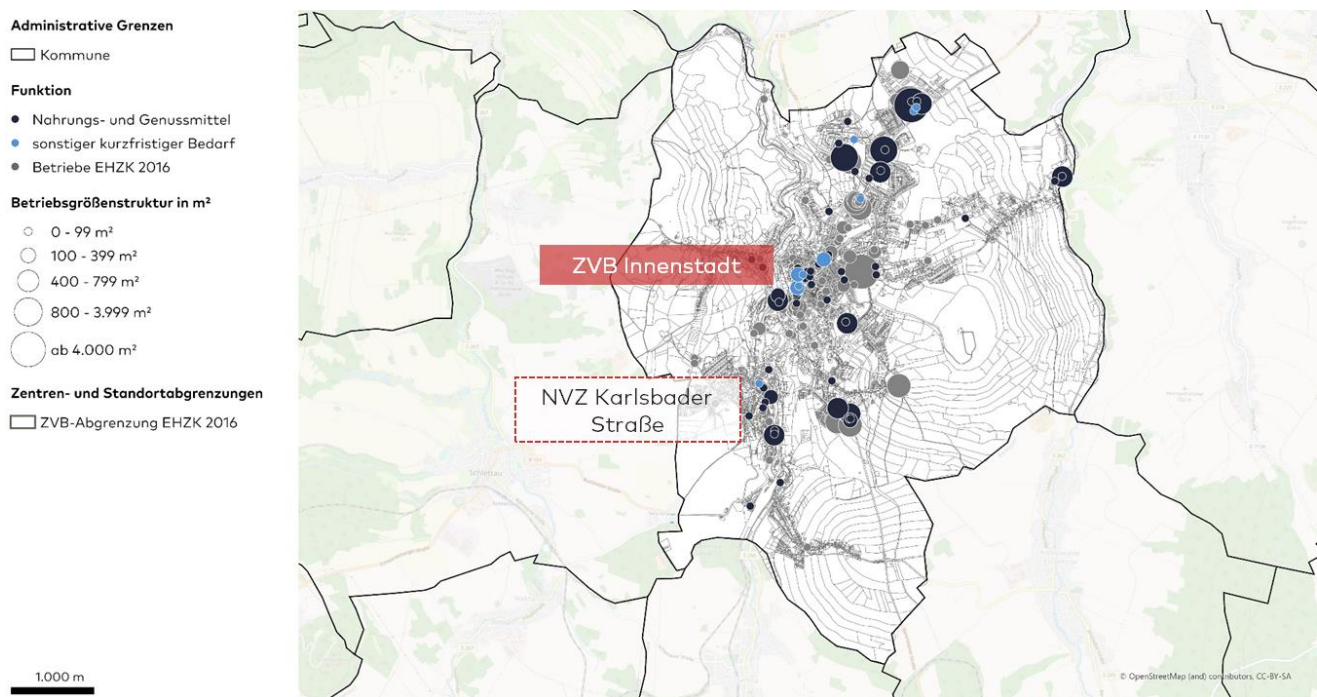 Administrative Grenzen
Kommune
Funktion
Nahrungs- und Genussmittel
sonstiger kurzfristiger Bedarf
Betriebe EHZK 2016
Betriebsgrößenstruktur in m²
0 - 99 m²
100 - 399 m²
400 - 799 m²
800 - 3.999 m²
ab 4.000 m²
Zentren- und Standortabgrenzungen
ZVB-Abgrenzung EHZK 2016
1.000 m
ZVB Innenstadt
NVZ Karlsbader
Straße
Schlettau
© OpenStreetMap (and) contributors, CC-BY-SA